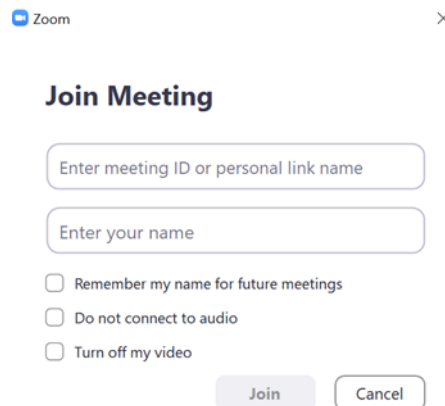 Zoom
Join Meeting
Enter meeting ID or personal link name
Enter your name
Remember my name for future meetings
Do not connect to audio
Turn off my video
Join Cancel